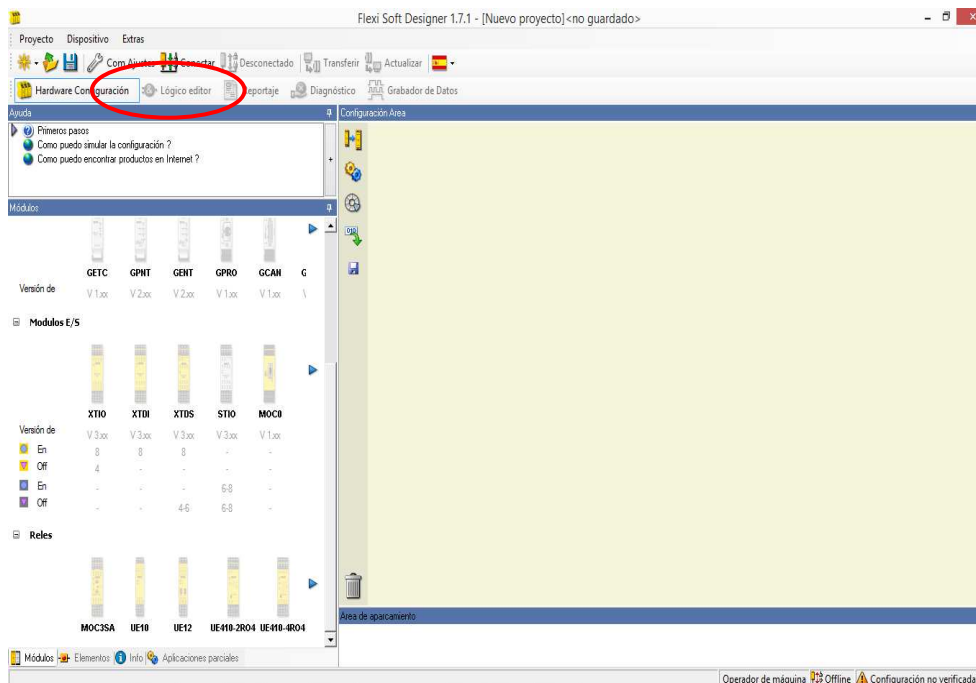 Flexi Soft Designer 1.7.1 - [Nuevo proyecto]<no guardado>
Proyecto Dispositivo Extras
Com Ajustes Conectar Desconectado Transferir Actualizar
Hardware Configuración Lógico editor Reportaje Diagnóstico Grabador de Datos
Ayuda
Configuración Area
Primeros pasos
Como puedo simular la configuración ?
Como puedo encontrar productos en Internet ?
Módulos
GETC GPNT GENT GPRO GCAN G
Versión de V 1.xx V 2.xx V 2.xx V 1.xx V 1.xx \
Modulos E/S
XTIO XTDI XTDS STIO MOC0
Versión de V 3.xx V 3.xx V 3.xx V 3.xx V 1.xx
En 8 8 8 - -
Off 4 - - - -
En - - - 6-8 -
Off - - 4-6 6-8 -
Reles
MOC3SA UE10 UE12 UE410-2RO4 UE410-4RO4
Area de aparcamiento
Módulos Elementos Info Aplicaciones parciales
Operador de máquina Offline Configuración no verificada